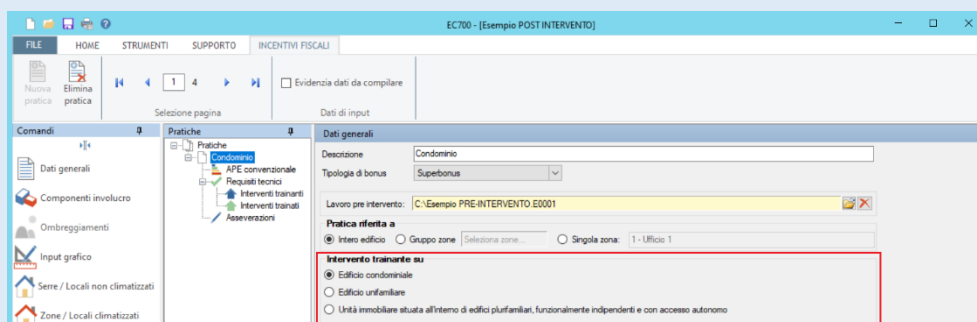 EC700 - [Esempio POST INTERVENTO]
FILE HOME STRUMENTI SUPPORTO INCENTIVI FISCALI
Nuova pratica
Elimina pratica
1 4
Evidenzia dati da compilare
Selezione pagina
Dati di input
Comandi
Dati generali
Componenti involucro
Ombreggiamenti
Input grafico
Serre / Locali non climatizzati
Zone / Locali climatizzati
Pratiche
Pratiche
Condominio
APE convenzionale
Requisiti tecnici
Interventi trainanti
Interventi trainati
Asseverazioni
Dati generali
Descrizione Condominio
Tipologia di bonus Superbonus
Lavoro pre intervento: C:\Esempio PRE-INTERVENTO.E0001
Pratica riferita a
Intero edificio Gruppo zone Seleziona zone... Singola zona: 1 - Ufficio 1
Intervento trainante su
Edificio condominiale
Edificio unifamiliare
Unità immobiliare situata all'interno di edifici plurifamiliari, funzionalmente indipendenti e con accesso autonomo